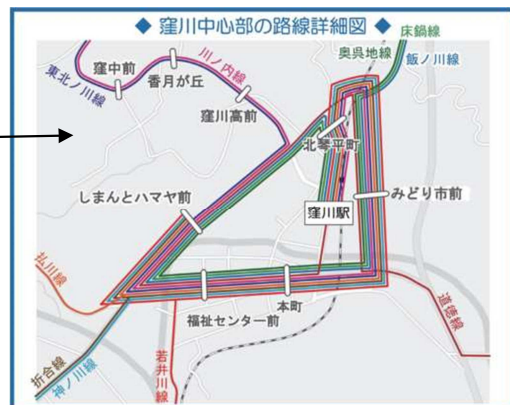 ◆ 窪川中心部の路線詳細図 ◆
床鍋線
奥呉地線
飯ノ川線
川ノ内線
窪中前
香月が丘
東北ノ川線
窪川高前
北琴平町
しまんとハマヤ前
みどり市前
窪川駅
払川線
本町
福祉センター前
道徳線
若井川線
折合線
神ノ川線